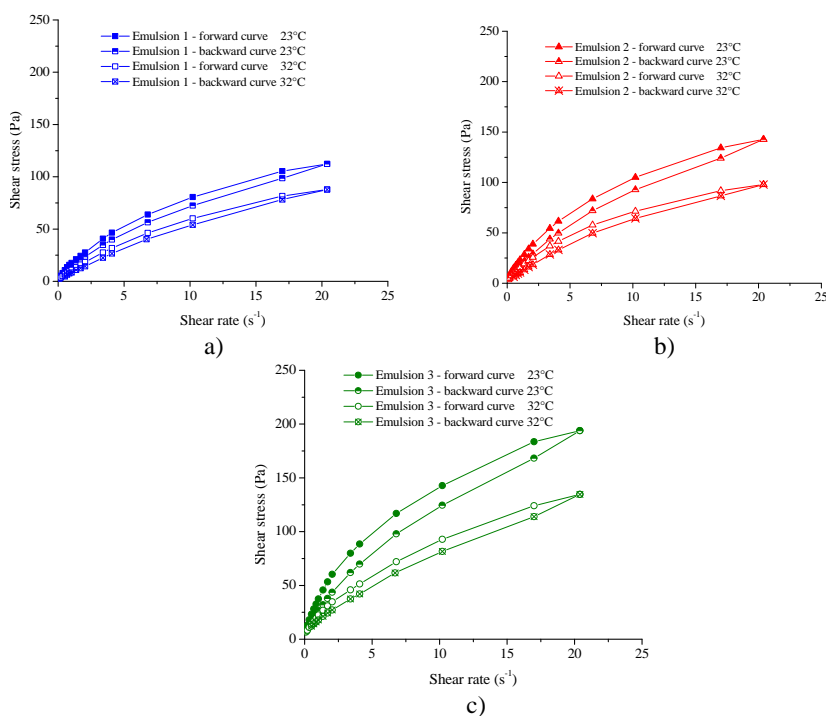 Emulsion 1 - forward curve 23°C
Emulsion 1 - backward curve 23°C
Emulsion 1 - forward curve 32°C
Emulsion 1 - backward curve 32°C
250
200
150
100
50
0
0 5 10 15 20 25
Shear stress (Pa)
Shear rate (s⁻¹)
a)
Emulsion 2 - forward curve 23°C
Emulsion 2 - backward curve 23°C
Emulsion 2 - forward curve 32°C
Emulsion 2 - backward curve 32°C
250
200
150
100
50
0
0 5 10 15 20 25
Shear stress (Pa)
Shear rate (s⁻¹)
b)
Emulsion 3 - forward curve 23°C
Emulsion 3 - backward curve 23°C
Emulsion 3 - forward curve 32°C
Emulsion 3 - backward curve 32°C
250
200
150
100
50
0
0 5 10 15 20 25
Shear stress (Pa)
Shear rate (s⁻¹)
c)